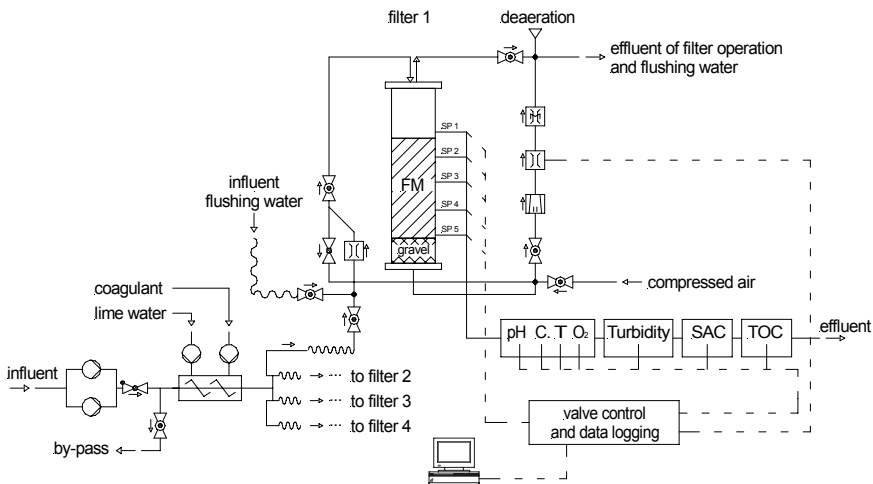 filter 1
deaeration
effluent of filter operation
and flushing water
SP 1
SP 2
SP 3
SP 4
SP 5
FM
gravel
influent
flushing water
compressed air
coagulant
lime water
influent
by-pass
to filter 2
to filter 3
to filter 4
pH C. T O2
Turbidity
SAC
TOC
effluent
valve control
and data logging